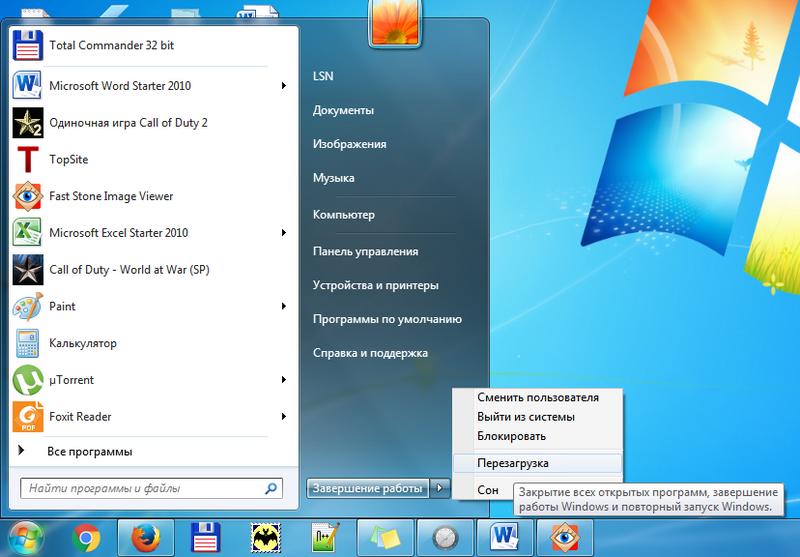 Total Commander 32 bit
Microsoft Word Starter 2010
Одиночная игра Call of Duty 2
TopSite
Fast Stone Image Viewer
Microsoft Excel Starter 2010
Call of Duty - World at War (SP)
Paint
Калькулятор
µTorrent
Foxit Reader
Все программы
Найти программы и файлы
LSN
Документы
Изображения
Музыка
Компьютер
Панель управления
Устройства и принтеры
Программы по умолчанию
Справка и поддержка
Завершение работы
Сменить пользователя
Выйти из системы
Блокировать
Перезагрузка
Сон
Закрытие всех открытых программ, завершение
работы Windows и повторный запуск Windows.